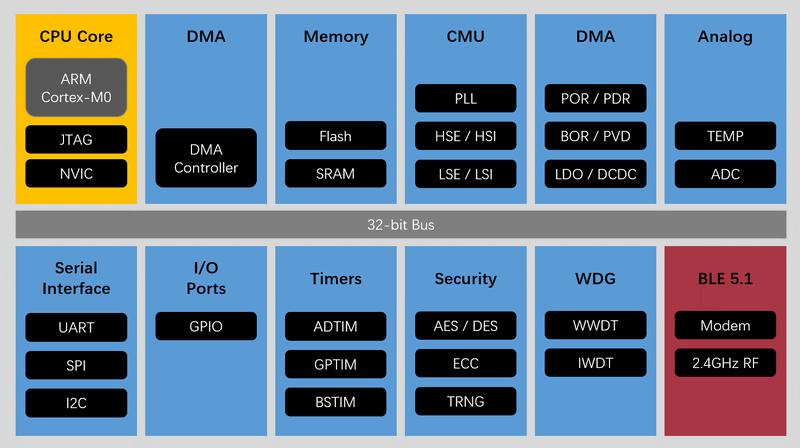 CPU Core
ARM
Cortex-M0
JTAG
NVIC
DMA
DMA
Controller
Memory
Flash
SRAM
CMU
PLL
HSE / HSI
LSE / LSI
DMA
POR / PDR
BOR / PVD
LDO / DCDC
Analog
TEMP
ADC
32-bit Bus
Serial
Interface
UART
SPI
I2C
I/O
Ports
GPIO
Timers
ADTIM
GPTIM
BSTIM
Security
AES / DES
ECC
TRNG
WDG
WWDT
IWDT
BLE 5.1
Modem
2.4GHz RF